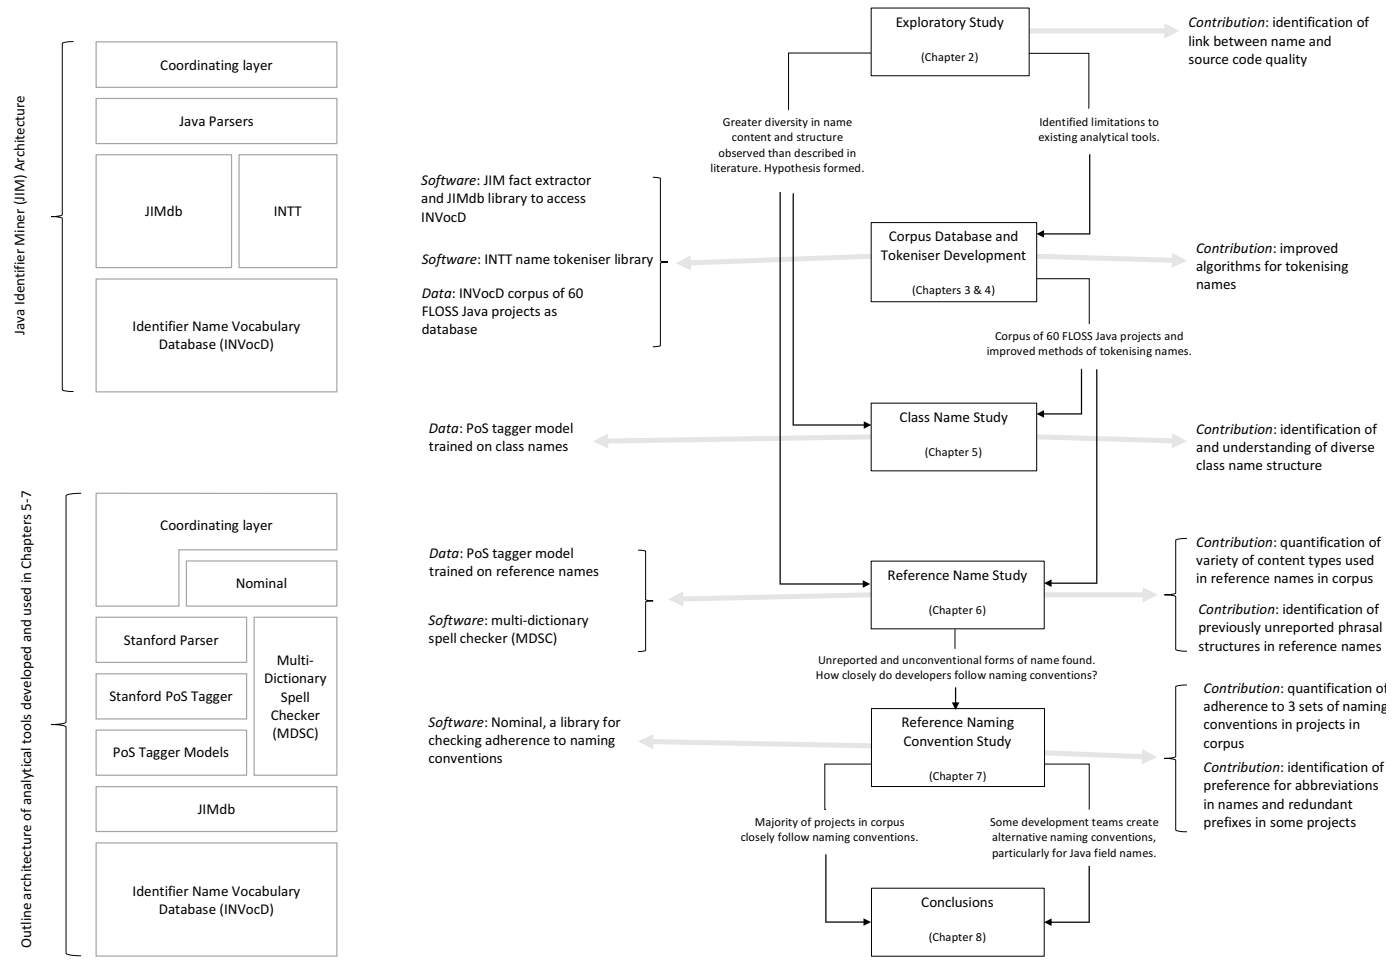 Java Identifier Miner (JIM) Architecture
Coordinating layer
Java Parsers
JIMdb
INTT
Identifier Name Vocabulary
Database (INVocD)
Outline architecture of analytical tools developed and used in Chapters 5-7
Coordinating layer
Nominal
Stanford Parser
Stanford PoS Tagger
PoS Tagger Models
Multi-
Dictionary
Spell
Checker
(MDSC)
JIMdb
Identifier Name Vocabulary
Database (INVocD)
Software: JIM fact extractor
and JIMdb library to access
INVocD
Software: INTT name tokeniser library
Data: INVocD corpus of 60
FLOSS Java projects as
database
Data: PoS tagger model
trained on class names
Data: PoS tagger model
trained on reference names
Software: multi-dictionary
spell checker (MDSC)
Software: Nominal, a library for
checking adherence to naming
conventions
Exploratory Study
(Chapter 2)
Greater diversity in name
content and structure
observed than described in
literature. Hypothesis formed.
Identified limitations to
existing analytical tools.
Corpus Database and
Tokeniser Development
(Chapters 3 & 4)
Corpus of 60 FLOSS Java projects and
improved methods of tokenising names.
Class Name Study
(Chapter 5)
Reference Name Study
(Chapter 6)
Unreported and unconventional forms of name found.
How closely do developers follow naming conventions?
Reference Naming
Convention Study
(Chapter 7)
Majority of projects in corpus
closely follow naming conventions.
Some development teams create
alternative naming conventions,
particularly for Java field names.
Conclusions
(Chapter 8)
Contribution: identification of
link between name and
source code quality
Contribution: improved
algorithms for tokenising
names
Contribution: identification of
and understanding of diverse
class name structure
Contribution: quantification of
variety of content types used
in reference names in corpus
Contribution: identification of
previously unreported phrasal
structures in reference names
Contribution: quantification of
adherence to 3 sets of naming
conventions in projects in
corpus
Contribution: identification of
preference for abbreviations
in names and redundant
prefixes in some projects